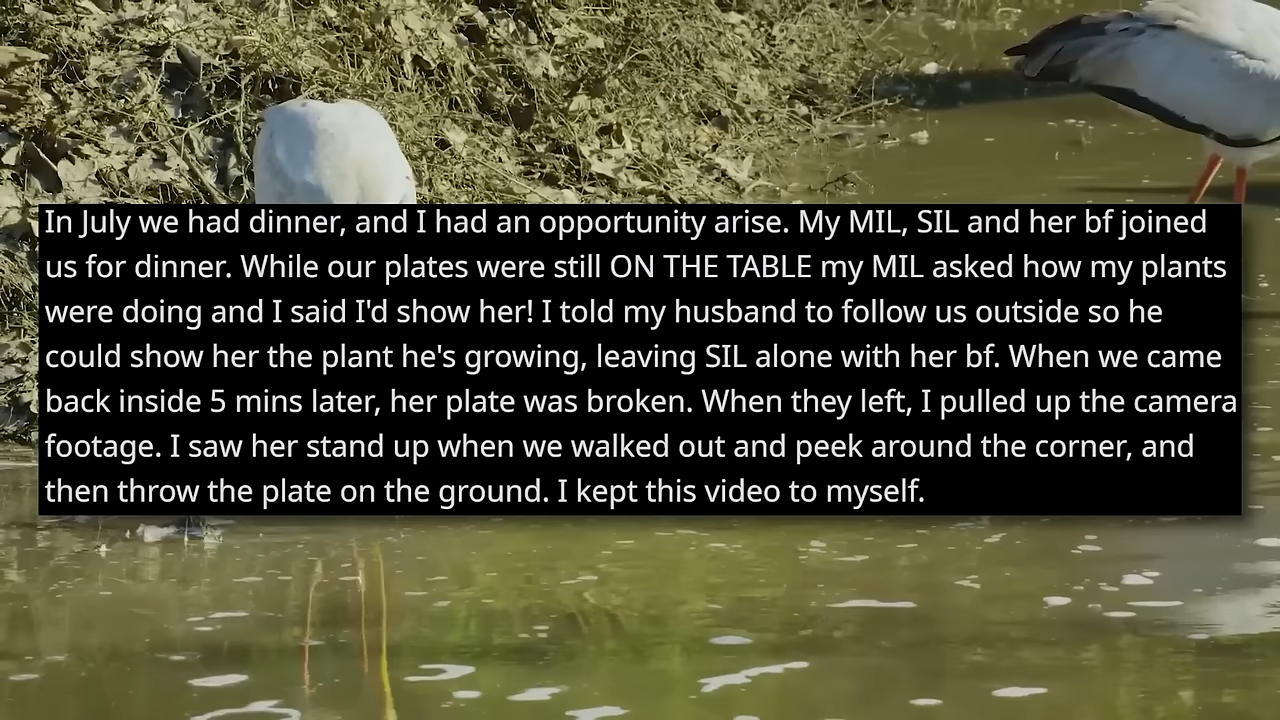 In July we had dinner, and I had an opportunity arise. My MIL, SIL and her bf joined
us for dinner. While our plates were still ON THE TABLE my MIL asked how my plants
were doing and I said I'd show her! I told my husband to follow us outside so he
could show her the plant he's growing, leaving SIL alone with her bf. When we came
back inside 5 mins later, her plate was broken. When they left, I pulled up the camera
footage. I saw her stand up when we walked out and peek around the corner, and
then throw the plate on the ground. I kept this video to myself.